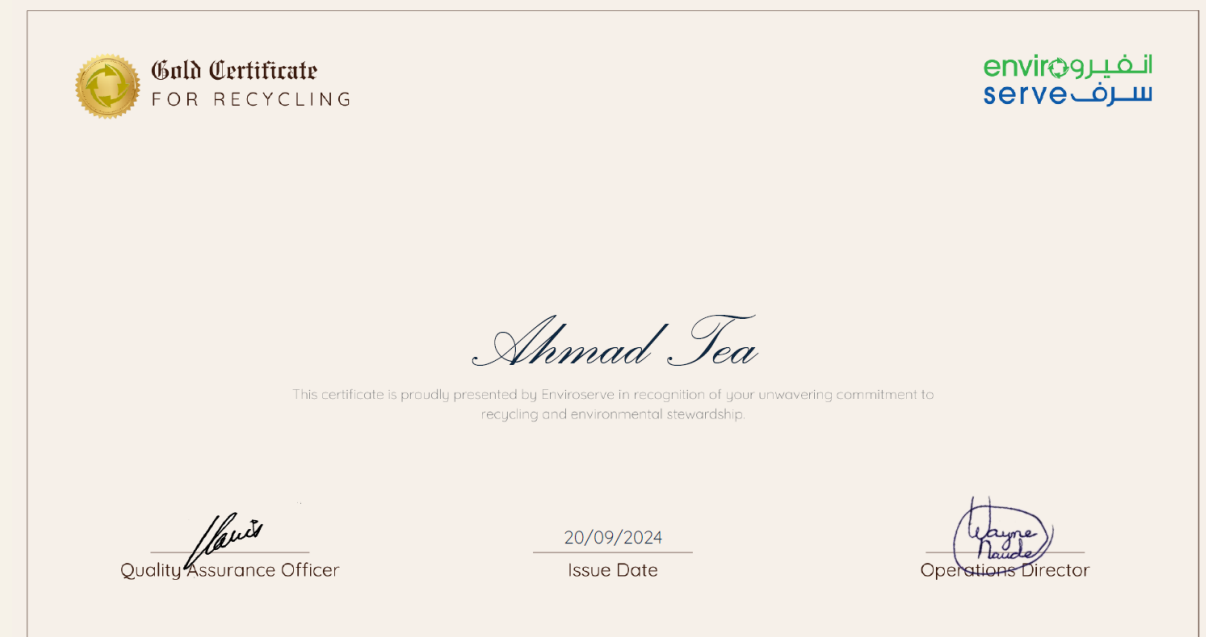 Gold Certificate
FOR RECYCLING
enviro انفيرو
serve سرف
Ahmad Tea
This certificate is proudly presented by Enviroserve in recognition of your unwavering commitment to
recycling and environmental stewardship.
20/09/2024
Wayne
Naude
Quality Assurance Officer
Issue Date
Operations Director